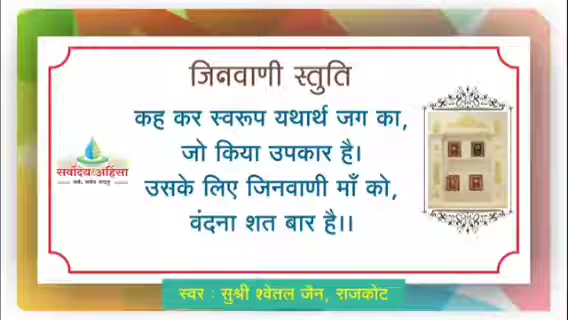 जिनवाणी स्तुति
कह कर स्वरूप यथार्थ जग का,
जो किया उपकार है।
उसके लिए जिनवाणी माँ को,
वंदना शत बार है।।
सर्वोदय अहिंसा
स्वर : सुश्री श्वेतल जैन, राजकोट